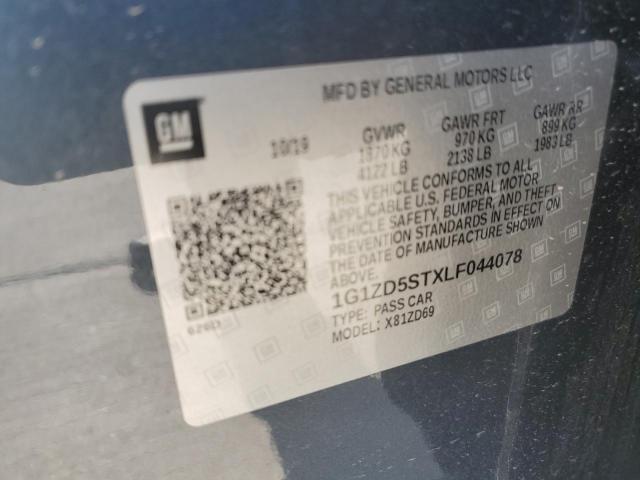 MFD BY GENERAL MOTORS LLC
GM
10/19
GVWR GAWR FRT GAWR RR
1870 KG 970 KG 899 KG
4122 LB 2138 LB 1983 LB
THIS VEHICLE CONFORMS TO ALL
APPLICABLE U.S. FEDERAL MOTOR
VEHICLE SAFETY, BUMPER, AND THEFT
PREVENTION STANDARDS IN EFFECT ON
THE DATE OF MANUFACTURE SHOWN
ABOVE.
1G1ZD5STXLF044078
TYPE: PASS CAR
MODEL: X81ZD69